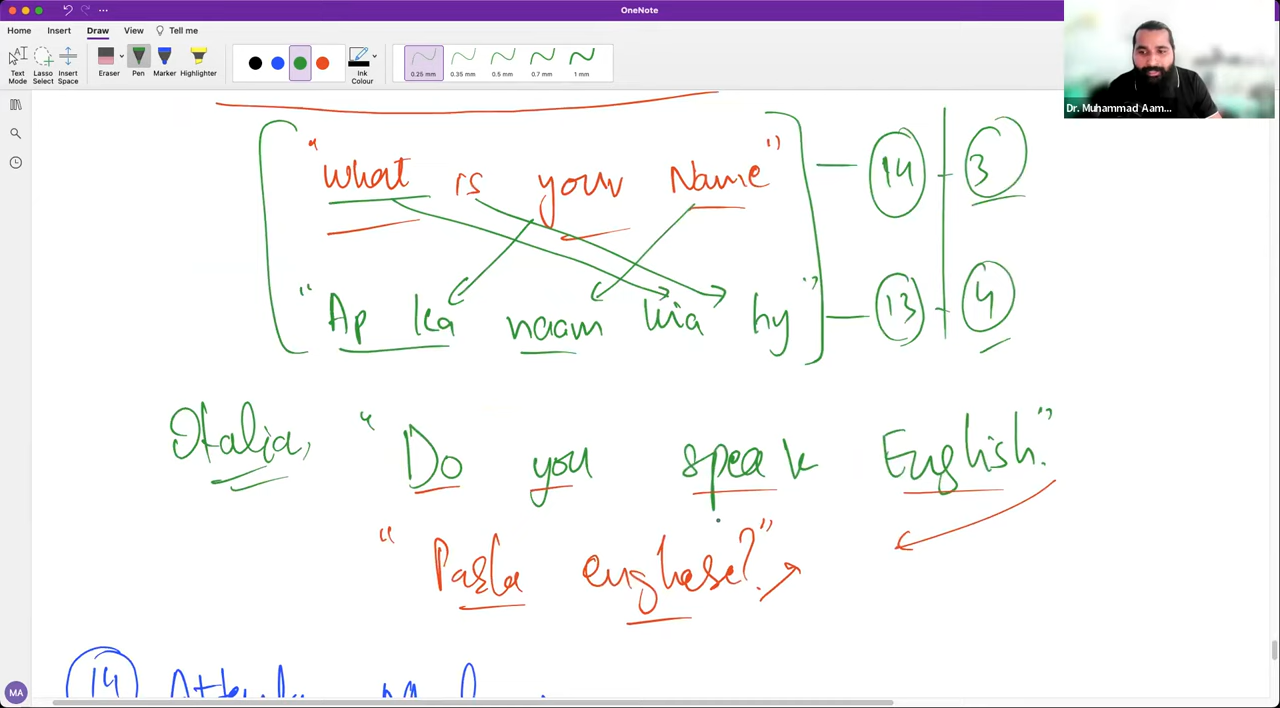 OneNote
Home Insert Draw View Tell me
Text Mode Lasso Select Insert Space Eraser Pen Marker Highlighter Ink Colour 0.25 mm 0.35 mm 0.5 mm 0.7 mm 1 mm
Dr. Muhammad Aam...
"What is your Name" 14 3
"Ap ka naam kia hy" 13 4
Italia, "Do you speak English."
"Parla englese?"
14
MA